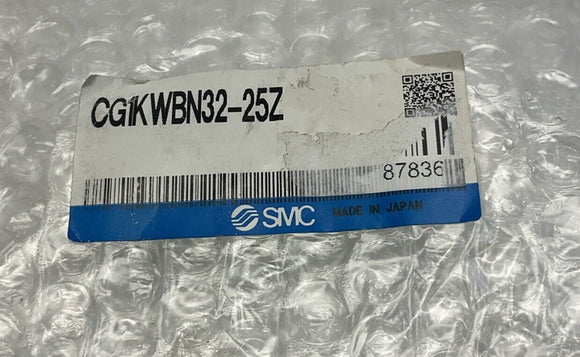 CG1KWBN32-25Z
87836
SMC MADE IN JAPAN